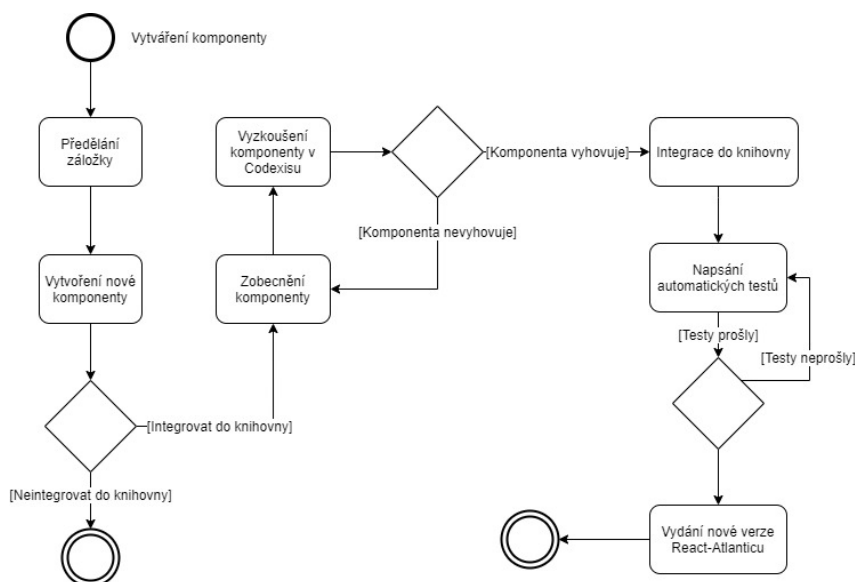 Vytváření komponenty
Předělání
záložky
Vytvoření nové
komponenty
[Integrovat do knihovny]
[Neintegrovat do knihovny]
Zobecnění
komponenty
Vyzkoušení
komponenty v
Codexisu
[Komponenta vyhovuje]
[Komponenta nevyhovuje]
Integrace do knihovny
Napsání
automatických testů
[Testy prošly]
[Testy neprošly]
Vydání nové verze
React-Atlanticu